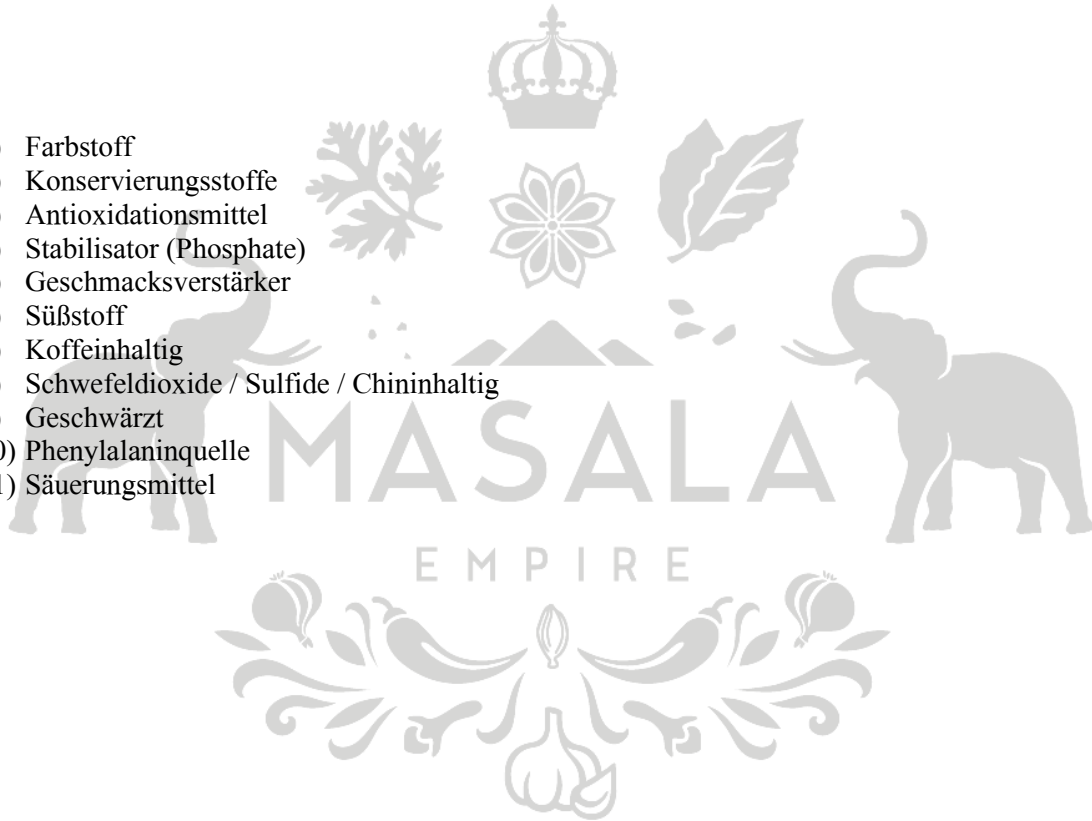 ) Farbstoff
) Konservierungsstoffe
) Antioxidationsmittel
) Stabilisator (Phosphate)
) Geschmacksverstärker
) Süßstoff
) Koffeinhaltig
) Schwefeldioxide / Sulfide / Chininhaltig
) Geschwärzt
0) Phenylalaninquelle
1) Säuerungsmittel
MASALA
EMPIRE